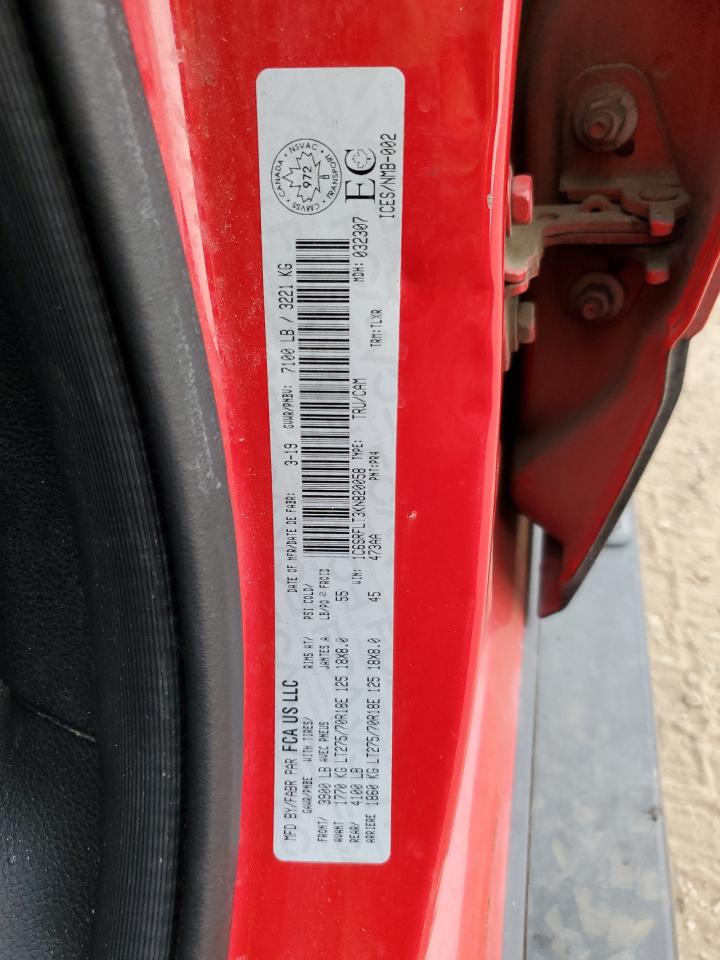 MFD BY/FABR PAR FCA US LLC
DATE OF MFR/DATE DE FABR: 3-19 GVWR/PNBV: 7100 LB / 3221 KG
GAWR/PNBE WITH TIRES/ RIMS AT/ PSI COLD/
FRONT/ 3900 LB AVEC PNEUS JANTES A LB/PO 2 FROID
AVANT 1770 KG LT275/70R18E 125 18X8.0 55
REAR/ 4100 LB
ARRIERE 1860 KG LT275/70R18E 125 18X8.0 45
MDH: 032307
VIN: 1C6SRFLT3KN820058 TYPE: TRU/CAM
473AA PNT:PR4 TRM:TLXR
CANADA • NSVAC • TRANSPORT • CMVSS
972
EC
ICES/NMB-002